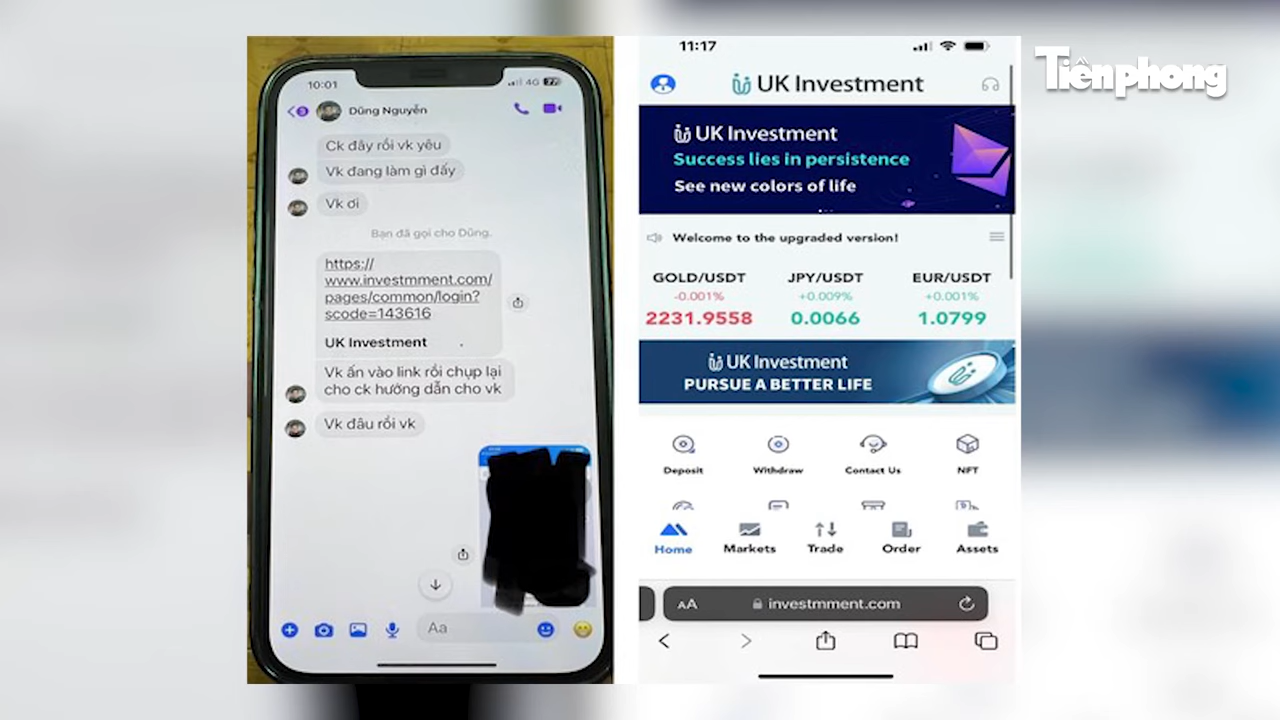 10:01
4G 77
3
Dũng Nguyễn
Ck đây rồi vk yêu
Vk đang làm gì đấy
Vk ơi
Bạn đã gọi cho Dũng.
https://
www.investmment.com/
pages/common/login?
scode=143616
UK Investment
Vk ấn vào link rồi chụp lại
cho ck hướng dẫn cho vk
Vk đâu rồi vk
Aa
11:17
UK Investment
UK Investment
Success lies in persistence
See new colors of life
Welcome to the upgraded version!
GOLD/USDT JPY/USDT EUR/USDT
-0.001% +0.009% +0.001%
2231.9558 0.0066 1.0799
UK Investment
PURSUE A BETTER LIFE
Deposit Withdraw Contact Us NFT
Home Markets Trade Order Assets
AA investmment.com
Tiền phong